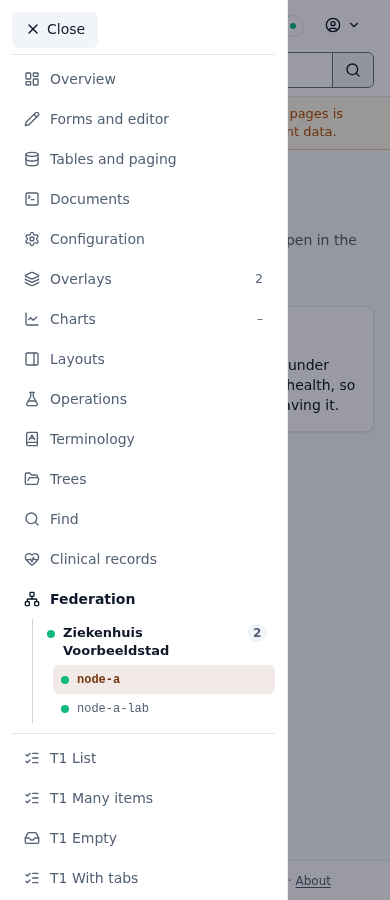 Close
Overview
Forms and editor
Tables and paging
Documents
Configuration
Overlays 2
Charts –
Layouts
Operations
Terminology
Trees
Find
Clinical records
Federation
Ziekenhuis 2
Voorbeeldstad
node-a
node-a-lab
T1 List
T1 Many items
T1 Empty
T1 With tabs
pages is
nt data.
pen in the
under
health, so
aving it.
· About